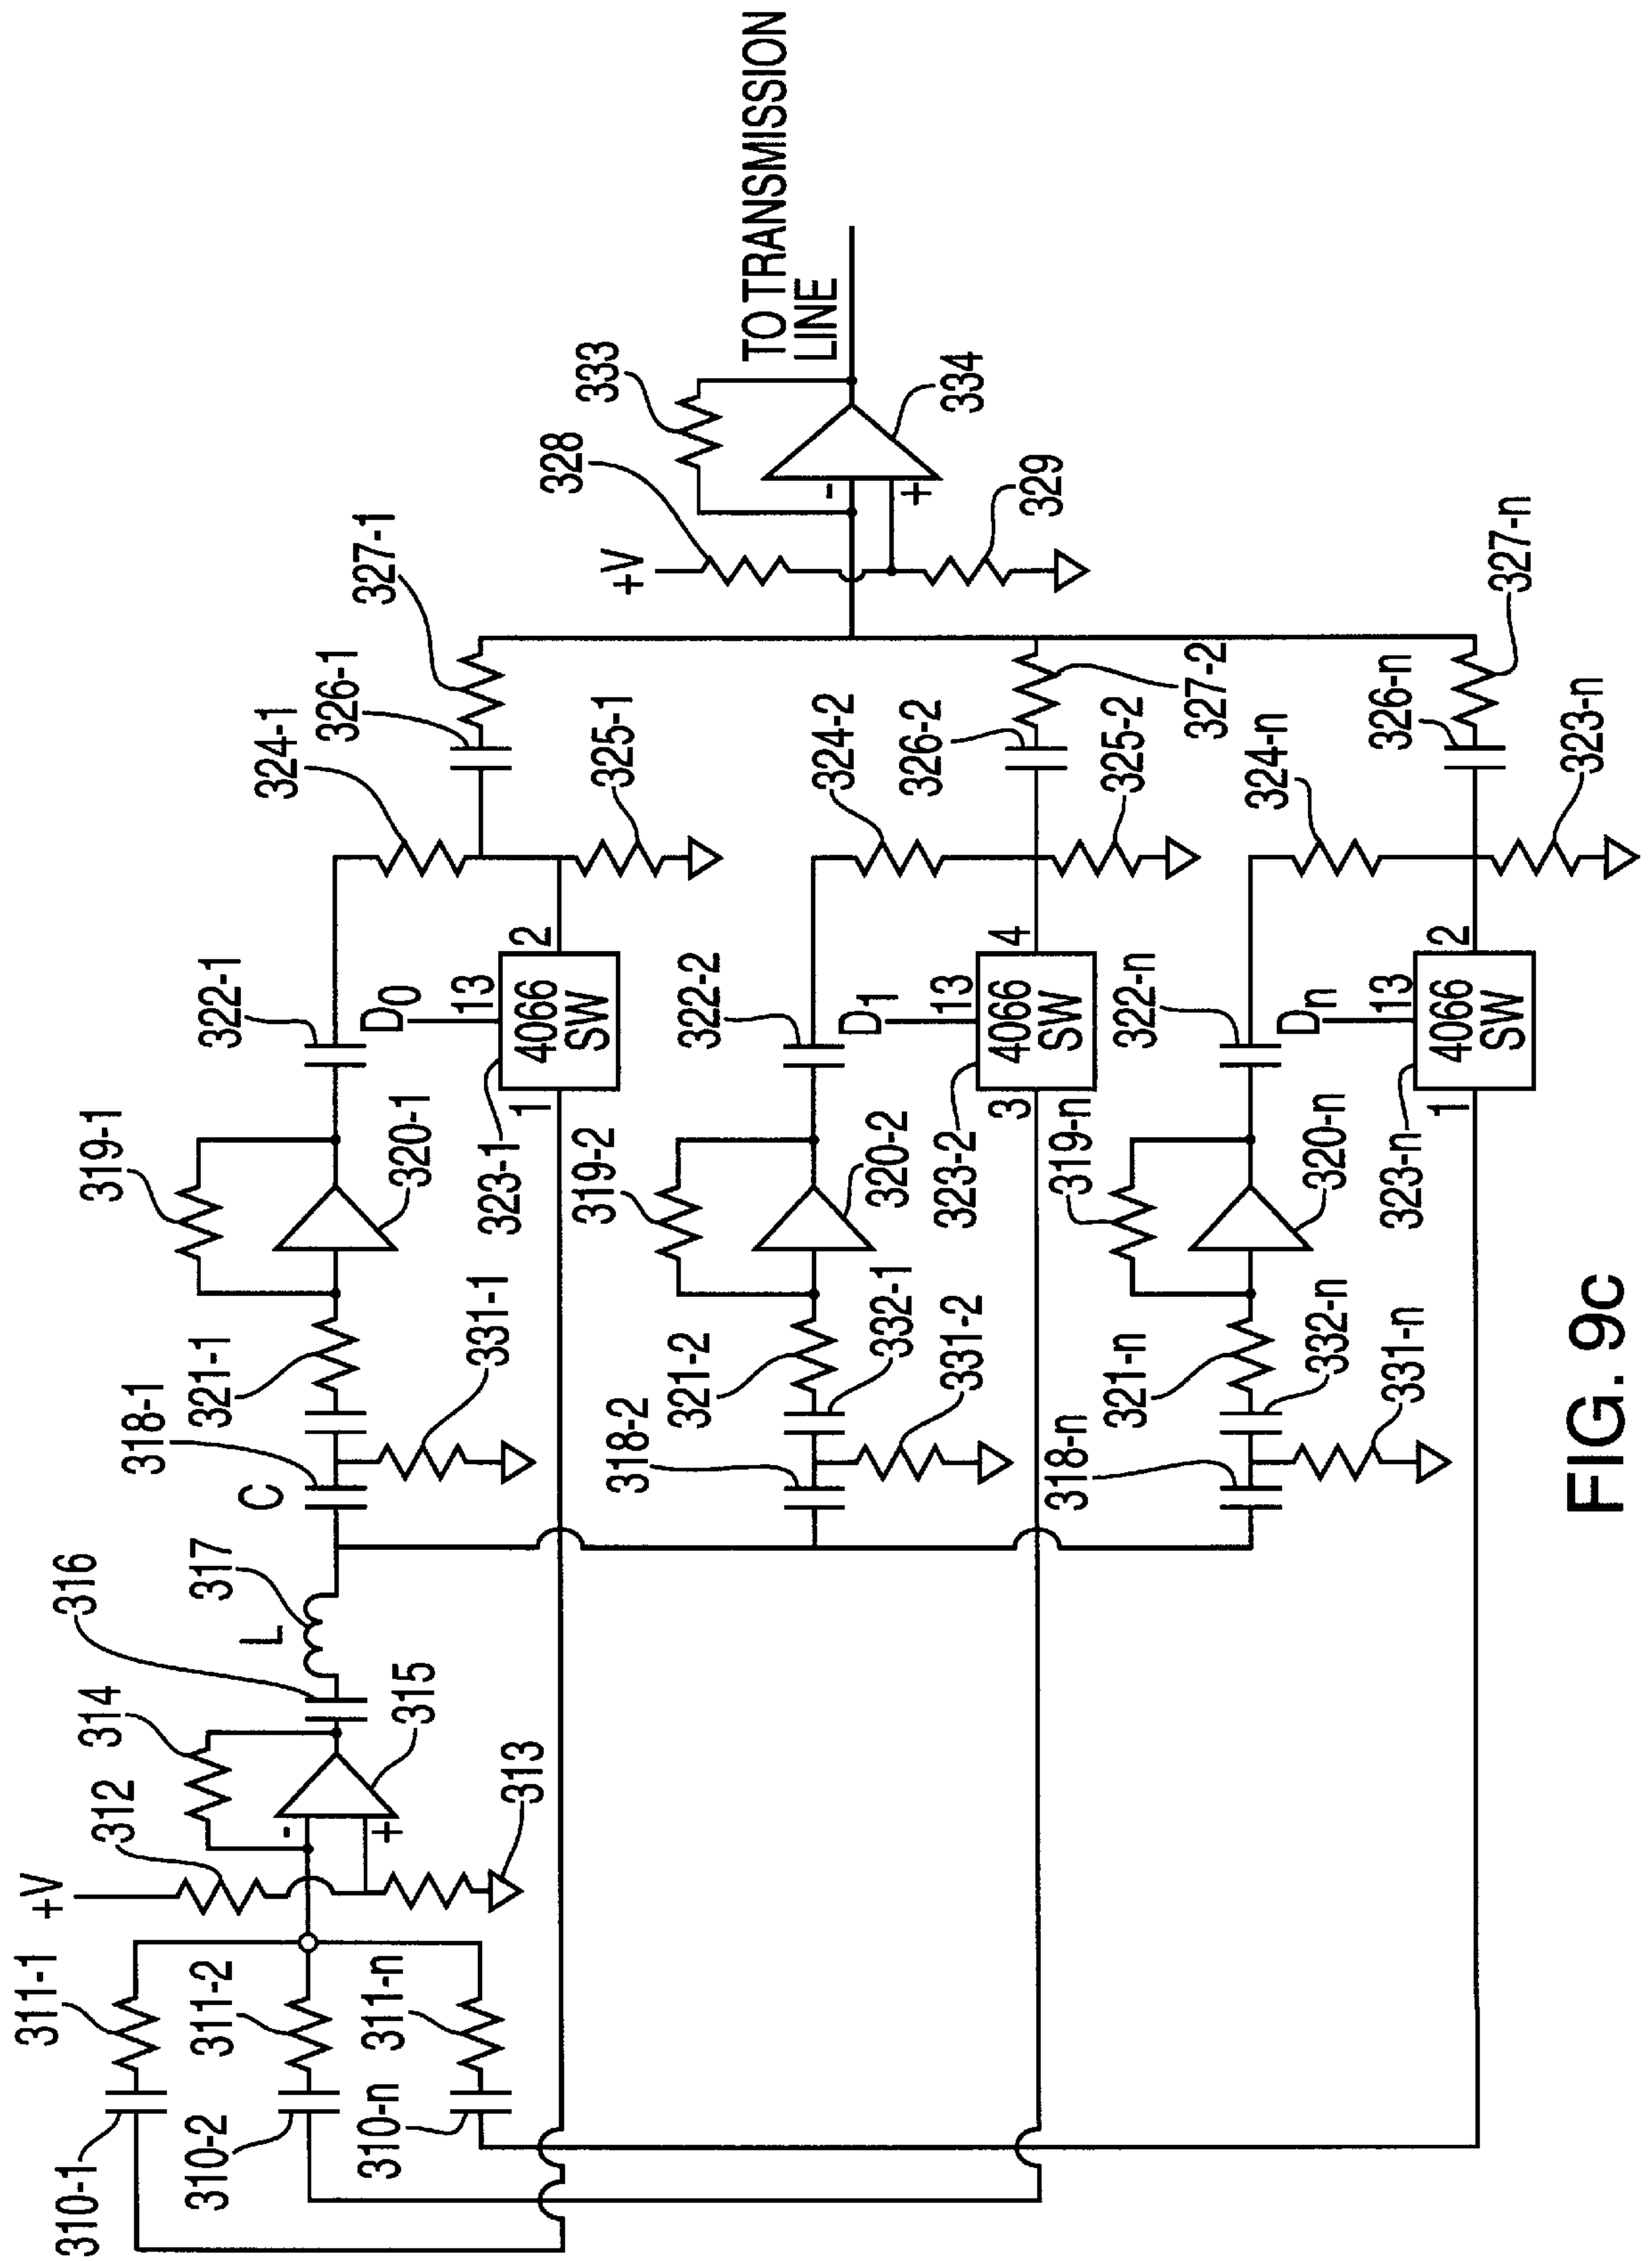 TO TRANSMISSION
LINE
+V
310-1
311-1
310-2
311-2
310-n
311-n
312
313
314
-
+
315
316
317
L
C
318-1
321-1
331-1
319-1
320-1
322-1
D0
13
1
4066
SW
2
323-1
324-1
325-1
326-1
327-1
318-2
321-2
332-1
331-2
319-2
320-2
322-2
D1
13
3
4066
SW
4
323-2
324-2
325-2
326-2
327-2
318-n
321-n
332-n
331-n
319-n
320-n
322-n
Dn
13
1
4066
SW
2
323-n
324-n
323-n
326-n
327-n
+V
328
329
-
+
333
334
FIG. 9c